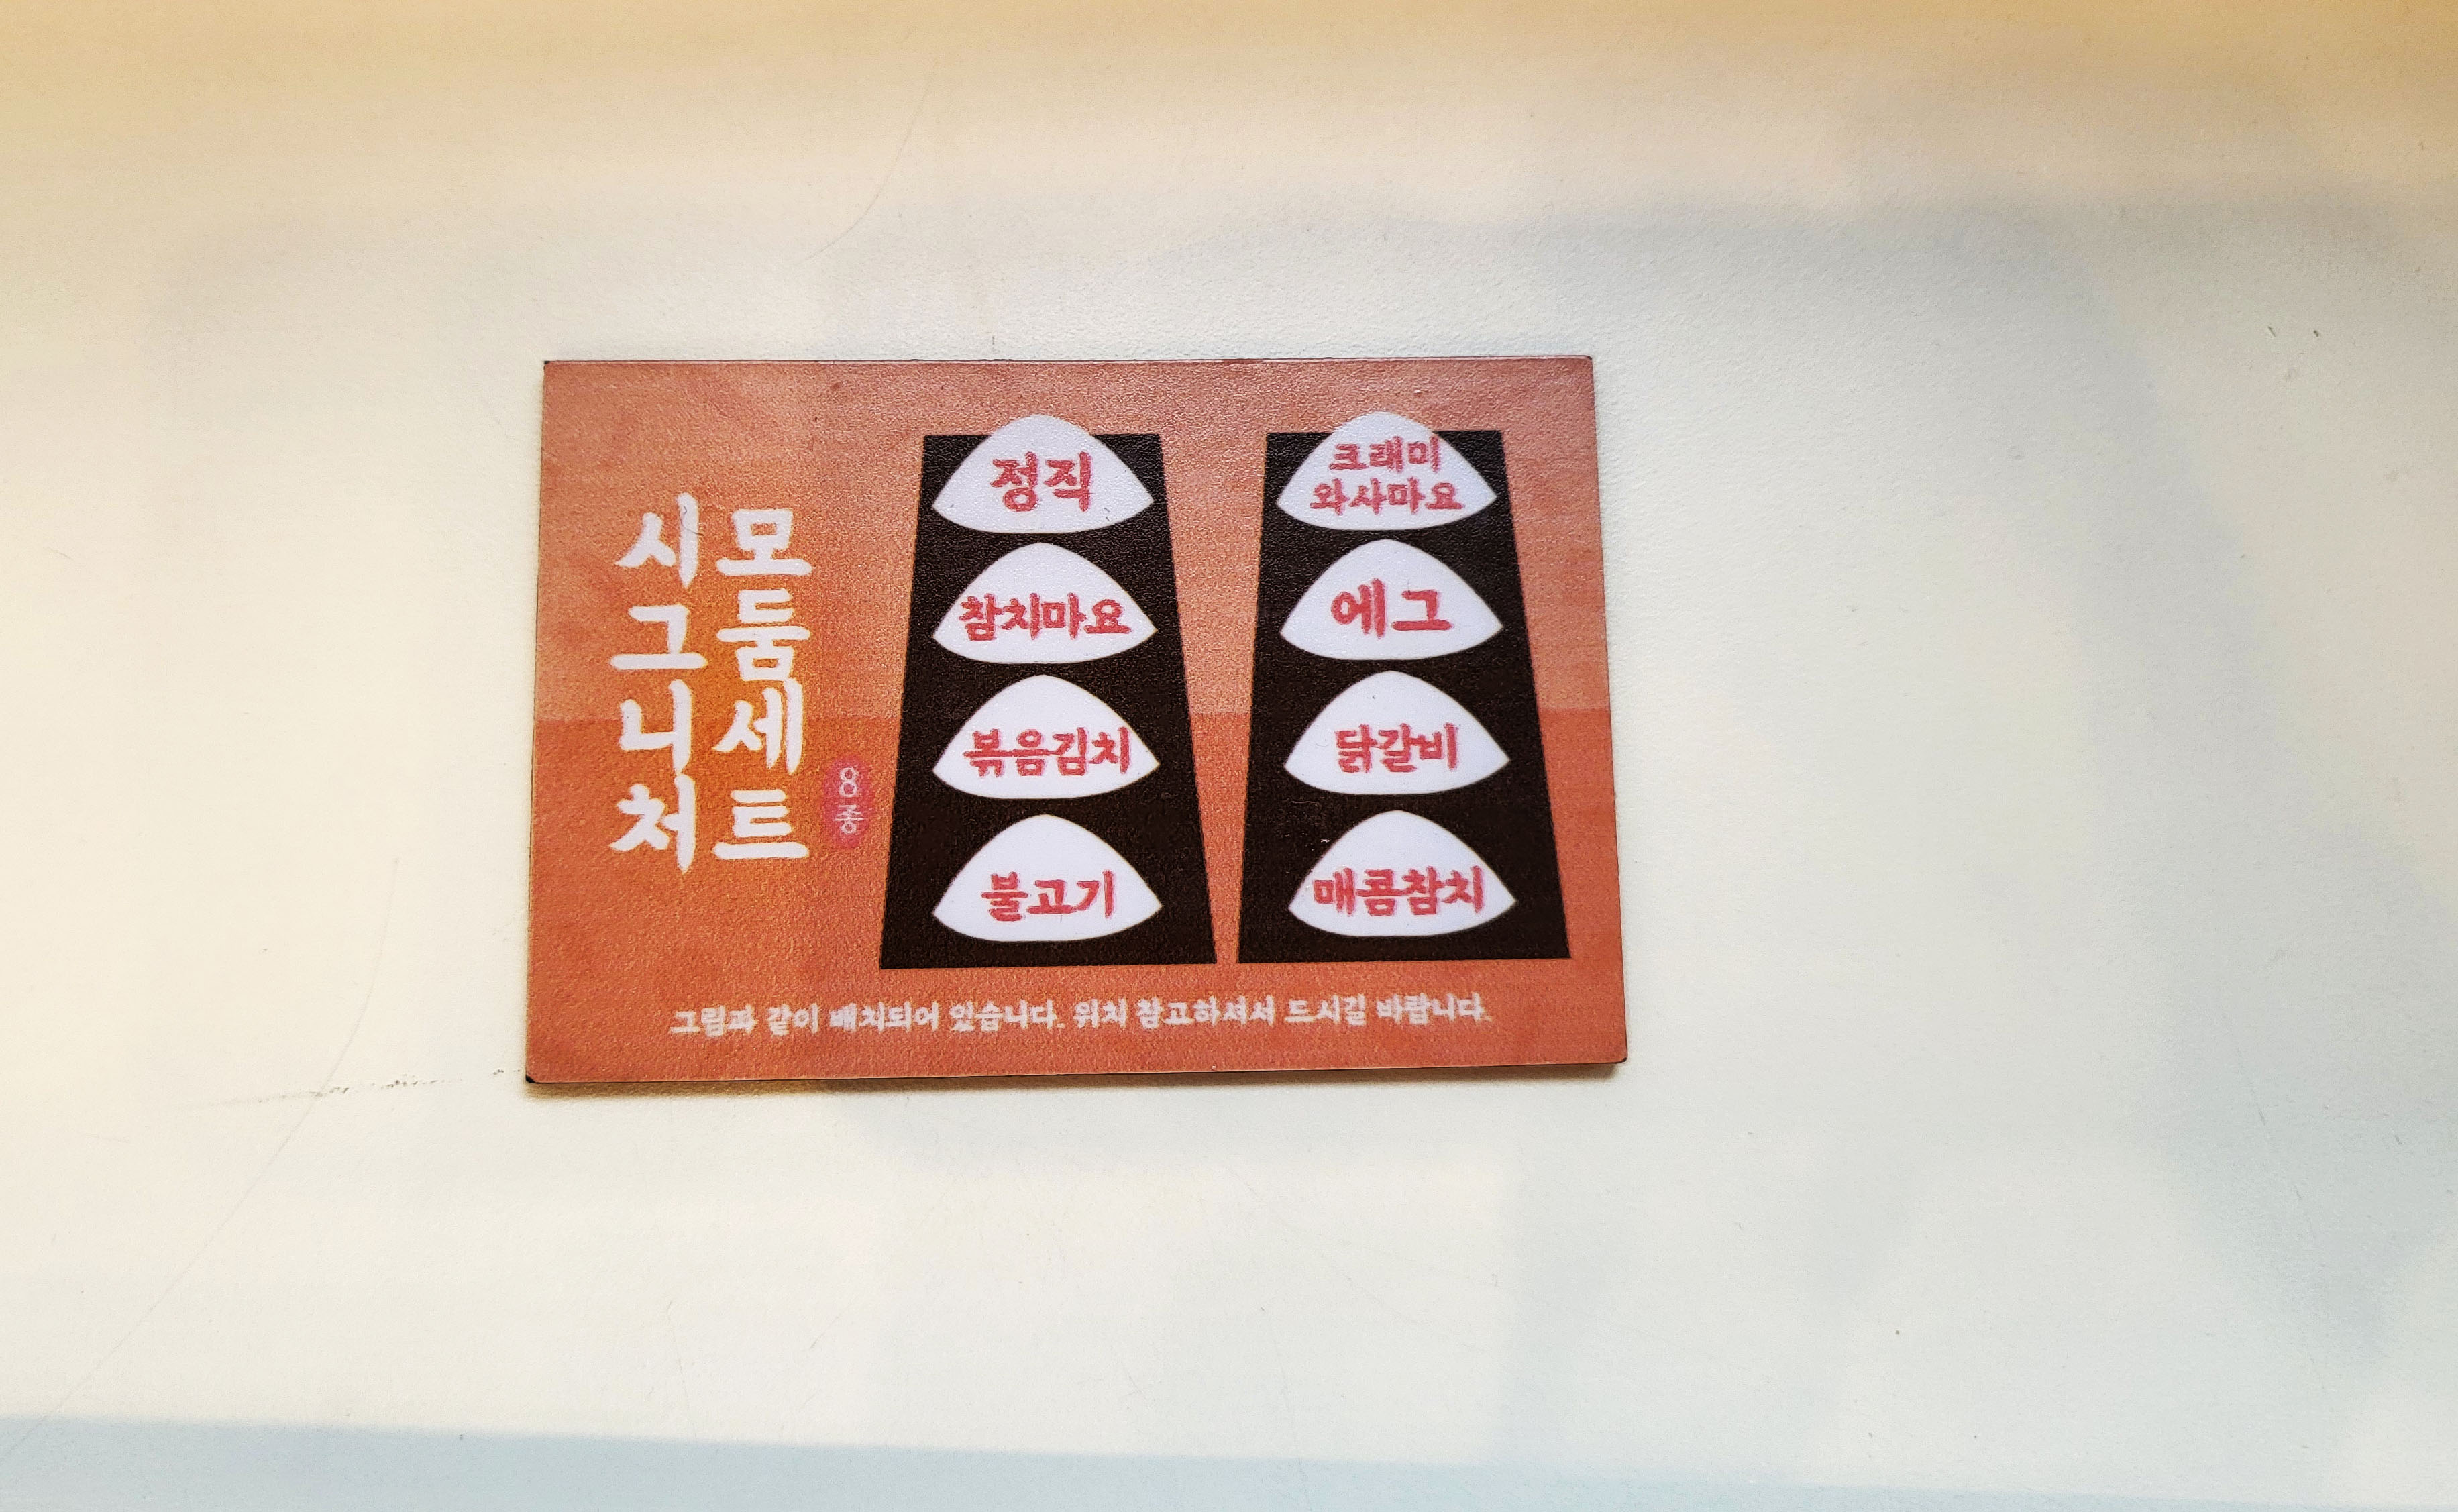 시그니처
모둠세트
8종
정직
참치마요
볶음김치
불고기
크래미
와사마요
에그
닭갈비
매콤참치
그림과 같이 배치되어 있습니다. 위치 참고하셔서 드시길 바랍니다.